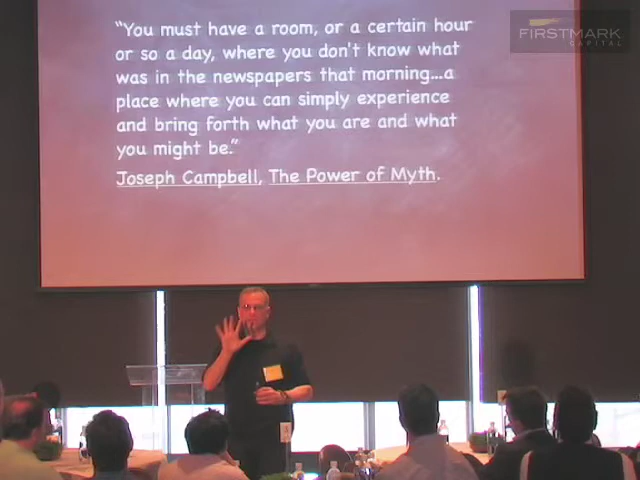 "You must have a room, or a certain hour
or so a day, where you don't know what
was in the newspapers that morning...a
place where you can simply experience
and bring forth what you are and what
you might be."
Joseph Campbell, The Power of Myth.
FIRSTMARK
CAPITAL